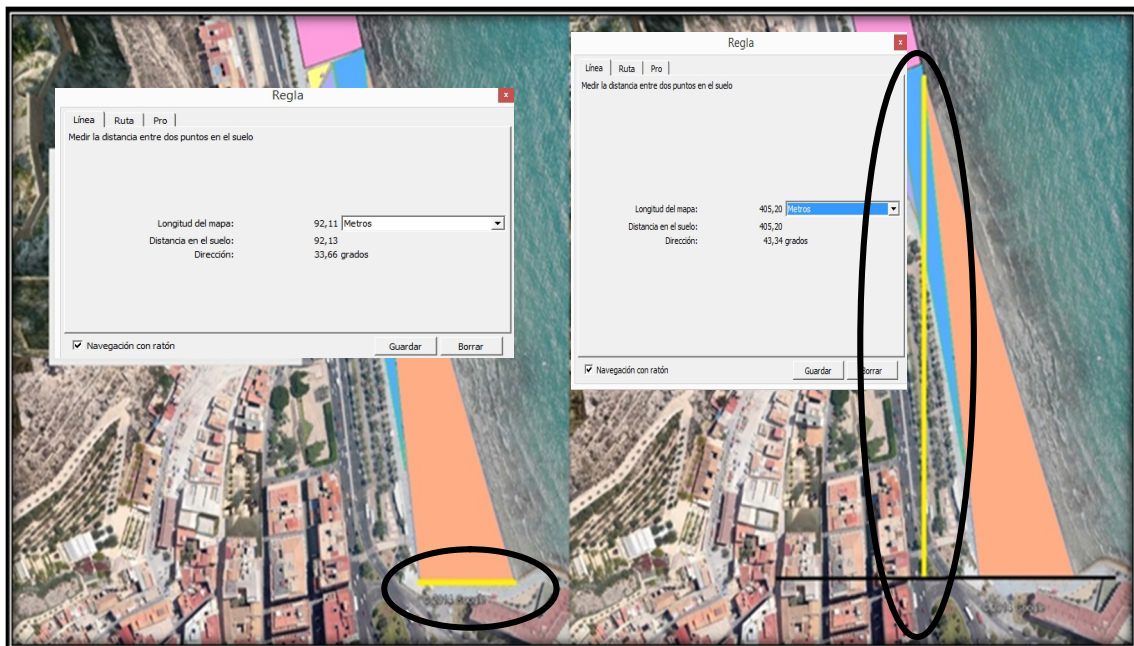 Regla
x
Línea
Ruta
Pro
Medir la distancia entre dos puntos en el suelo
Longitud del mapa: 92,11 Metros
Distancia en el suelo: 92,13
Dirección: 33,66 grados
Navegación con ratón
Guardar
Borrar
Regla
x
Línea
Ruta
Pro
Medir la distancia entre dos puntos en el suelo
Longitud del mapa: 405,20 Metros
Distancia en el suelo: 405,20
Dirección: 43,34 grados
Navegación con ratón
Guardar
Borrar
Google
Google